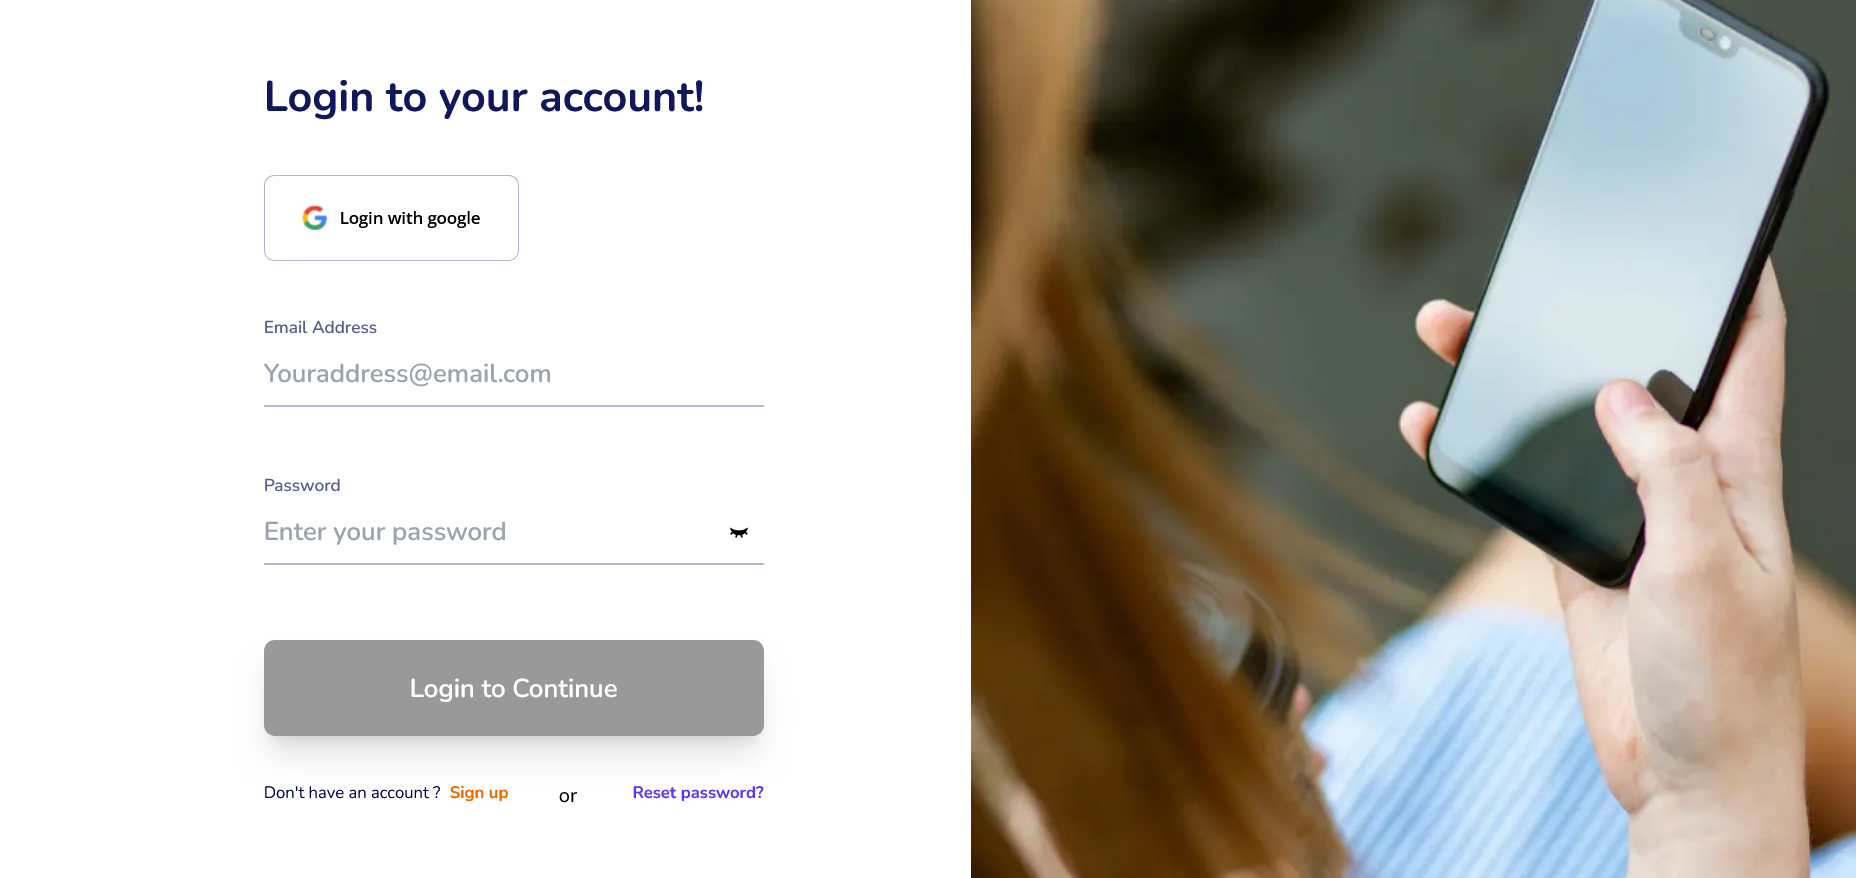 Login to your account!
Login with google
Email Address
Youraddress@email.com
Password
Enter your password
Login to Continue
Don't have an account ? Sign up or Reset password?